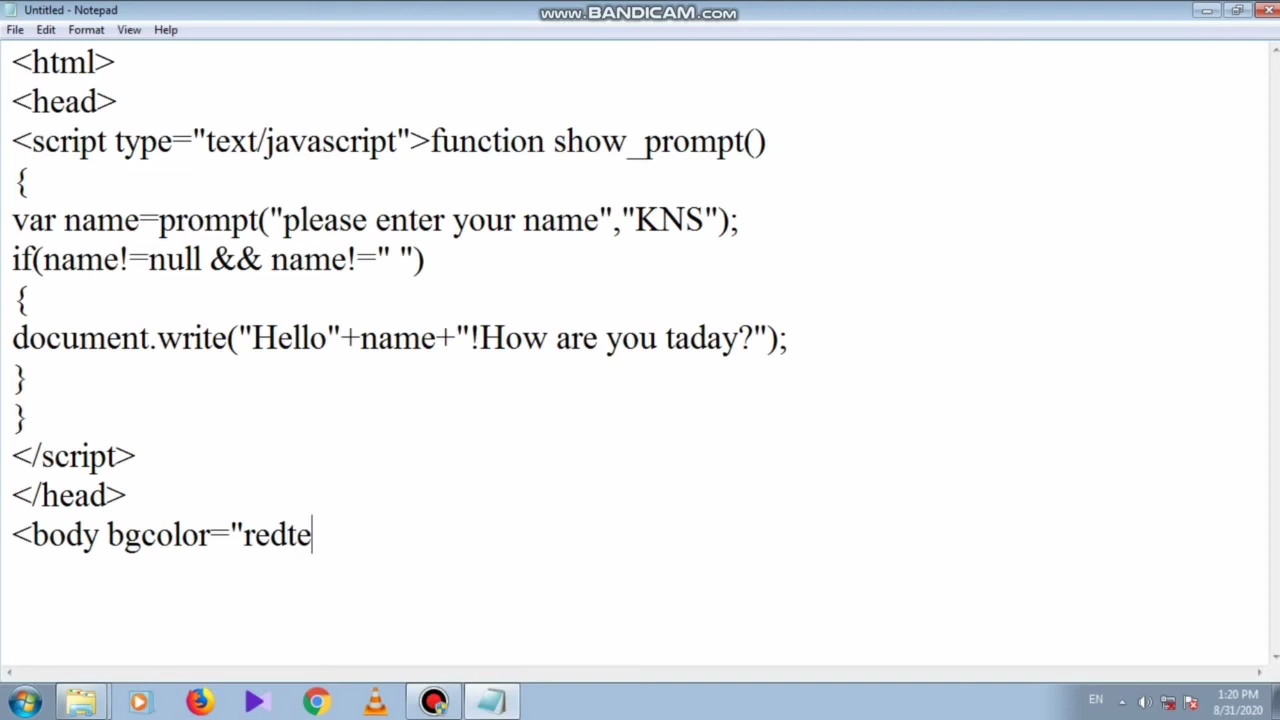 Untitled - Notepad
www.BANDICAM.com
File Edit Format View Help
<html>
<head>
<script type="text/javascript">function show_prompt()
{
var name=prompt("please enter your name","KNS");
if(name!=null && name!=" ")
{
document.write("Hello"+name+"!How are you taday?");
}
}
</script>
</head>
<body bgcolor="redte
EN
1:20 PM
8/31/2020